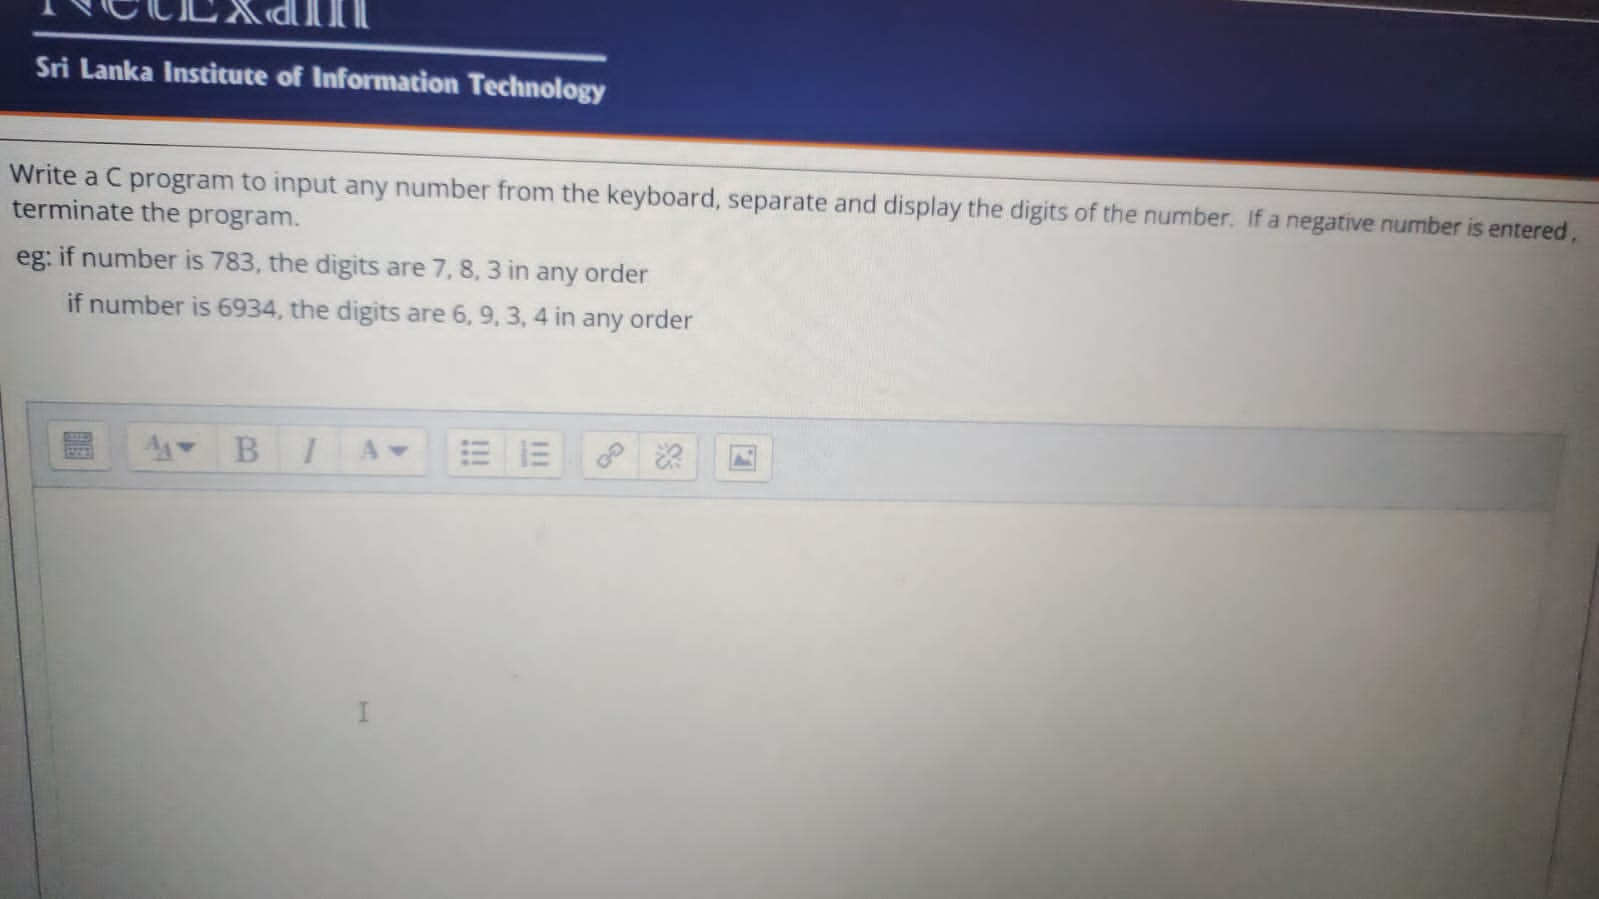 NetExam
Sri Lanka Institute of Information Technology
Write a C program to input any number from the keyboard, separate and display the digits of the number. If a negative number is entered,
terminate the program.
eg: if number is 783, the digits are 7, 8, 3 in any order
if number is 6934, the digits are 6, 9, 3, 4 in any order
B I A